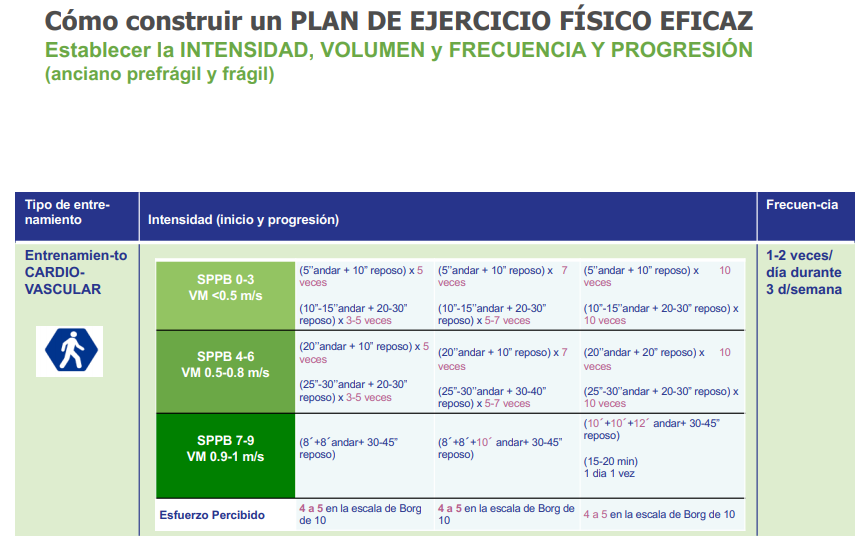 Cómo construir un PLAN DE EJERCICIO FÍSICO EFICAZ
Establecer la INTENSIDAD, VOLUMEN y FRECUENCIA Y PROGRESIÓN
(anciano prefrágil y frágil)
Tipo de entre-
namiento
Intensidad (inicio y progresión)
Frecuen-cia
Entrenamien-to
CARDIO-
VASCULAR
SPPB 0-3
VM <0.5 m/s
(5’’andar + 10” reposo) x 5
veces
(10”-15’’andar + 20-30”
reposo) x 3-5 veces
(5’’andar + 10” reposo) x 7
veces
(10”-15’’andar + 20-30”
reposo) x 5-7 veces
(5’’andar + 10” reposo) x 10
veces
(10”-15’’andar + 20-30” reposo) x
10 veces
SPPB 4-6
VM 0.5-0.8 m/s
(20’’andar + 10” reposo) x 5
veces
(25”-30’’andar + 20-30”
reposo) x 3-5 veces
(20’’andar + 10” reposo) x 7
veces
(25”-30’’andar + 30-40”
reposo) x 5-7 veces
(20’’andar + 20” reposo) x 10
veces
(25”-30’’andar + 20-30” reposo) x
10 veces
SPPB 7-9
VM 0.9-1 m/s
(8´+8´andar+ 30-45”
reposo)
(8´+8´+10´ andar+ 30-45”
reposo)
(10´+10´+12´ andar+ 30-45”
reposo)
(15-20 min)
1 dia 1 vez
Esfuerzo Percibido
4 a 5 en la escala de Borg
de 10
4 a 5 en la escala de Borg de
10
4 a 5 en la escala de Borg de 10
1-2 veces/
día durante
3 d/semana